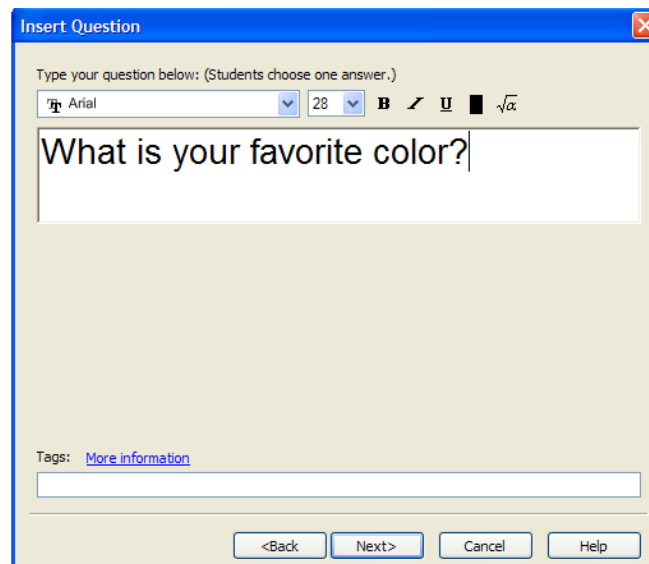 Insert Question
Type your question below: (Students choose one answer.)
Arial 28 B I U √α
What is your favorite color?
Tags: More information
<Back Next> Cancel Help